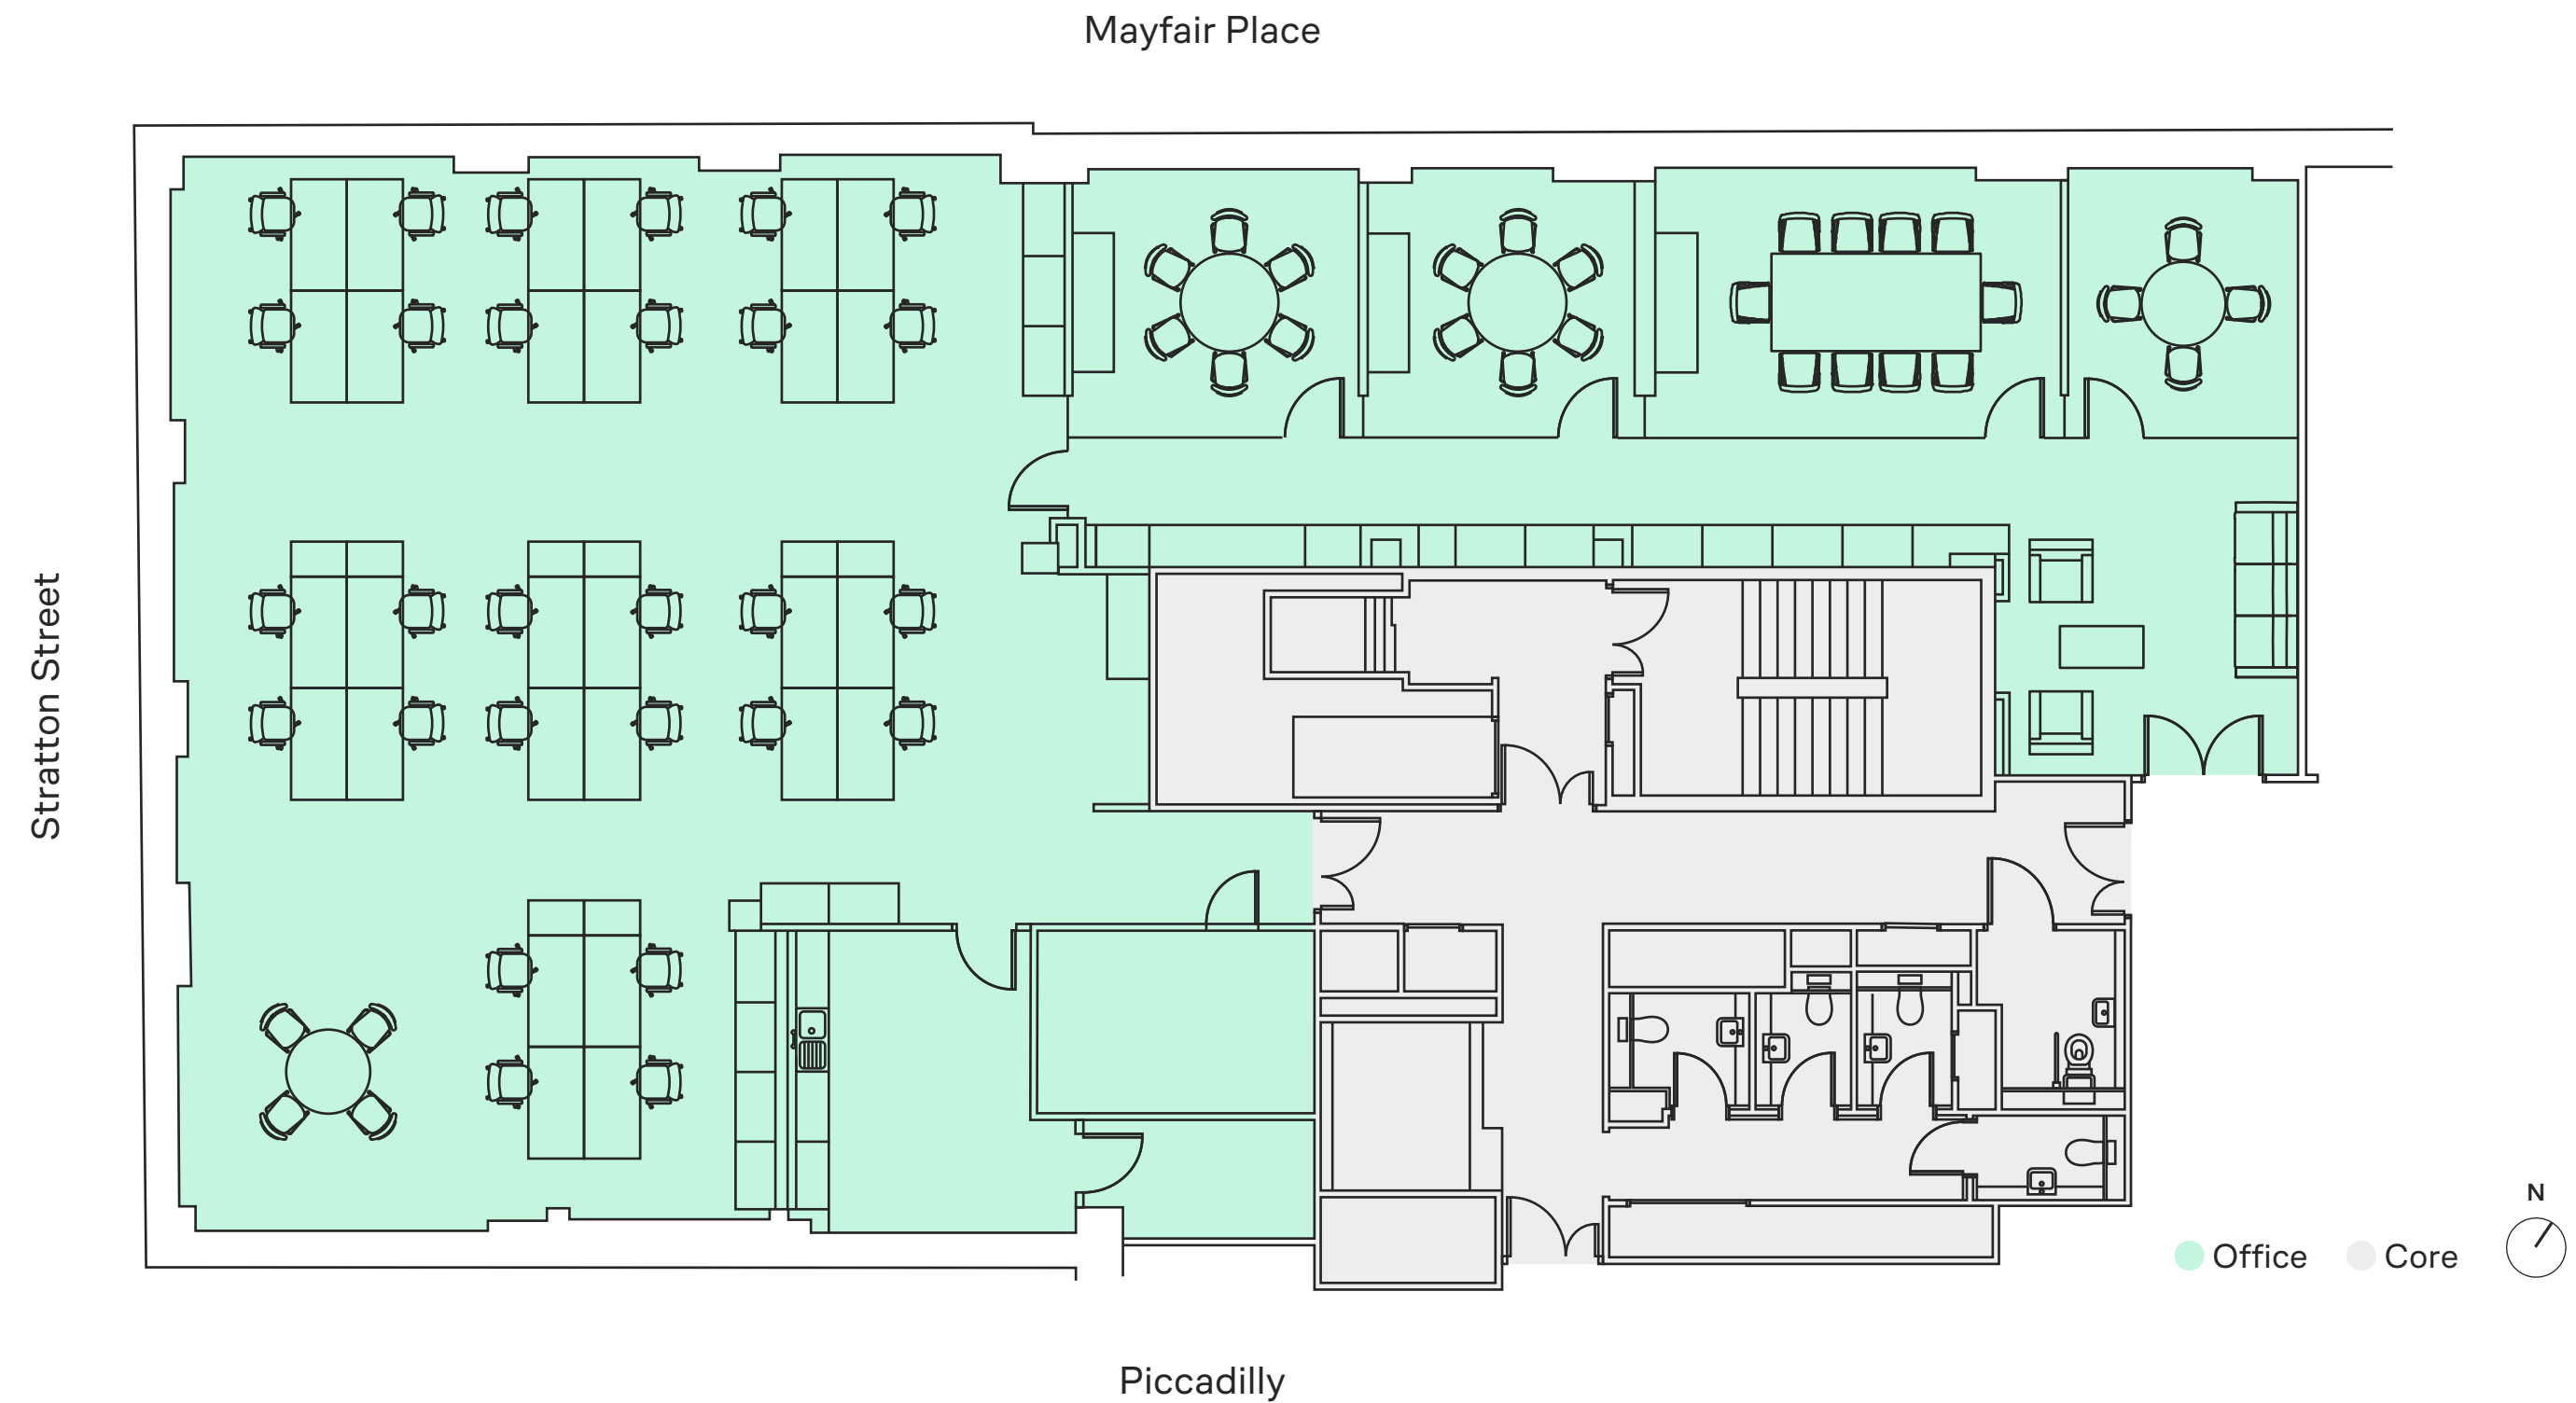 Mayfair Place
Stratton Street
N
Office
Core
Piccadilly